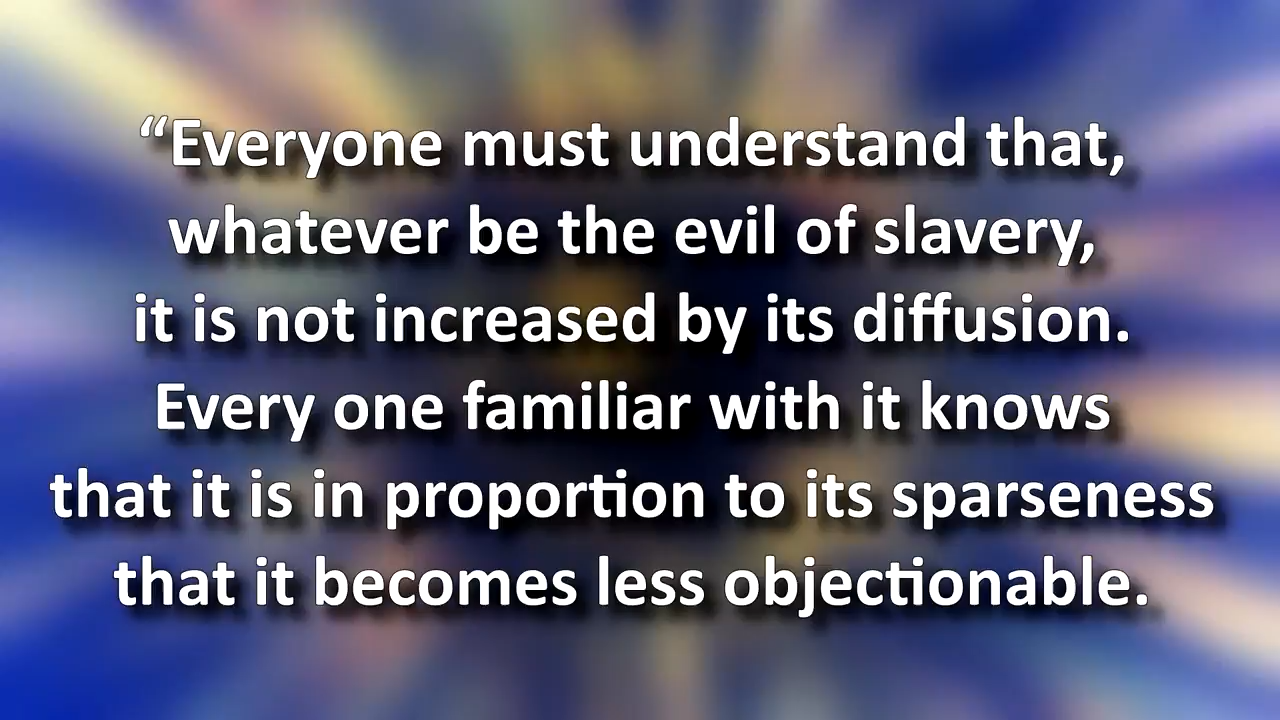 “Everyone must understand that,
whatever be the evil of slavery,
it is not increased by its diffusion.
Every one familiar with it knows
that it is in proportion to its sparseness
that it becomes less objectionable.